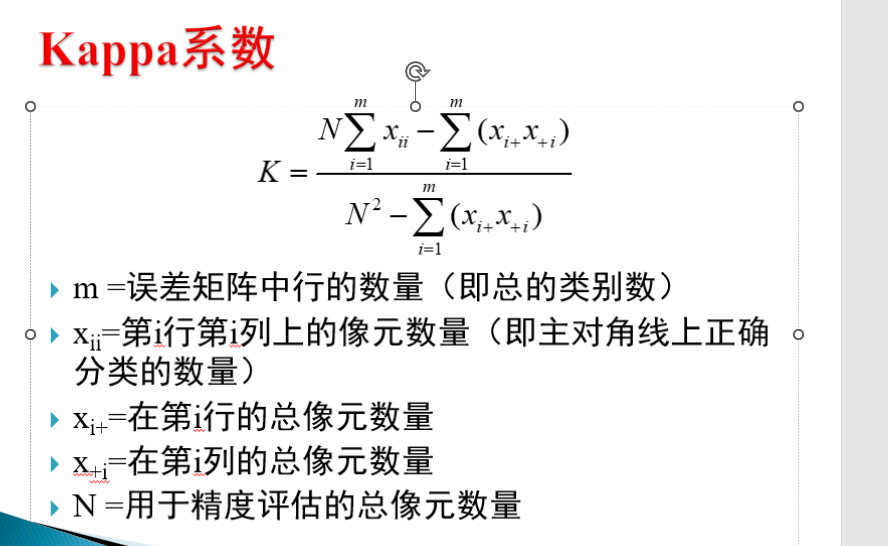 Kappa系数
K = \frac{N\sum_{i=1}^{m} x_{ii} - \sum_{i=1}^{m} (x_{i+}x_{+i})}{N^2 - \sum_{i=1}^{m} (x_{i+}x_{+i})}
m =误差矩阵中行的数量（即总的类别数）
x_{ii}=第i行第i列上的像元数量（即主对角线上正确
分类的数量）
x_{i+}=在第i行的总像元数量
x_{+i}=在第i列的总像元数量
N =用于精度评估的总像元数量